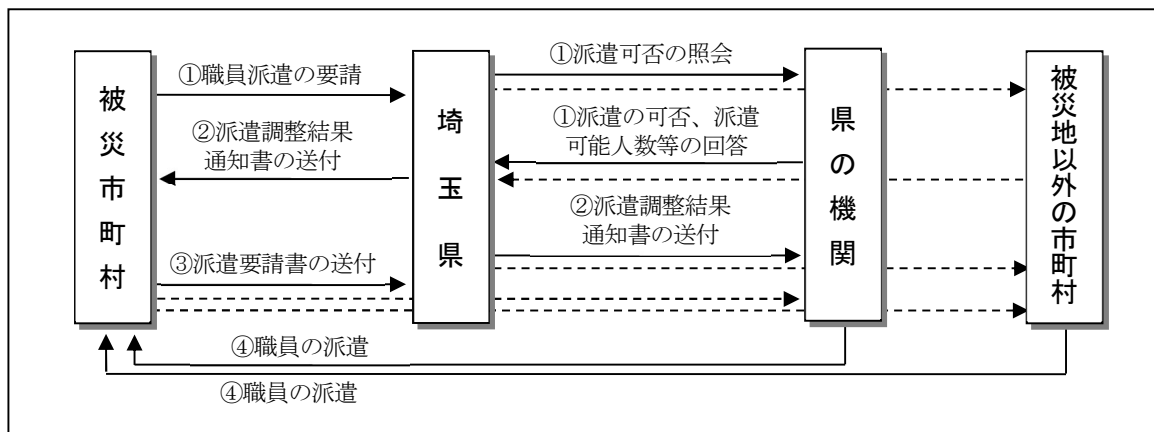 被災市町村
①職員派遣の要請
②派遣調整結果
通知書の送付
③派遣要請書の送付
埼玉県
①派遣可否の照会
①派遣の可否、派遣
可能人数等の回答
②派遣調整結果
通知書の送付
県の機関
被災地以外の市町村
④職員の派遣
④職員の派遣